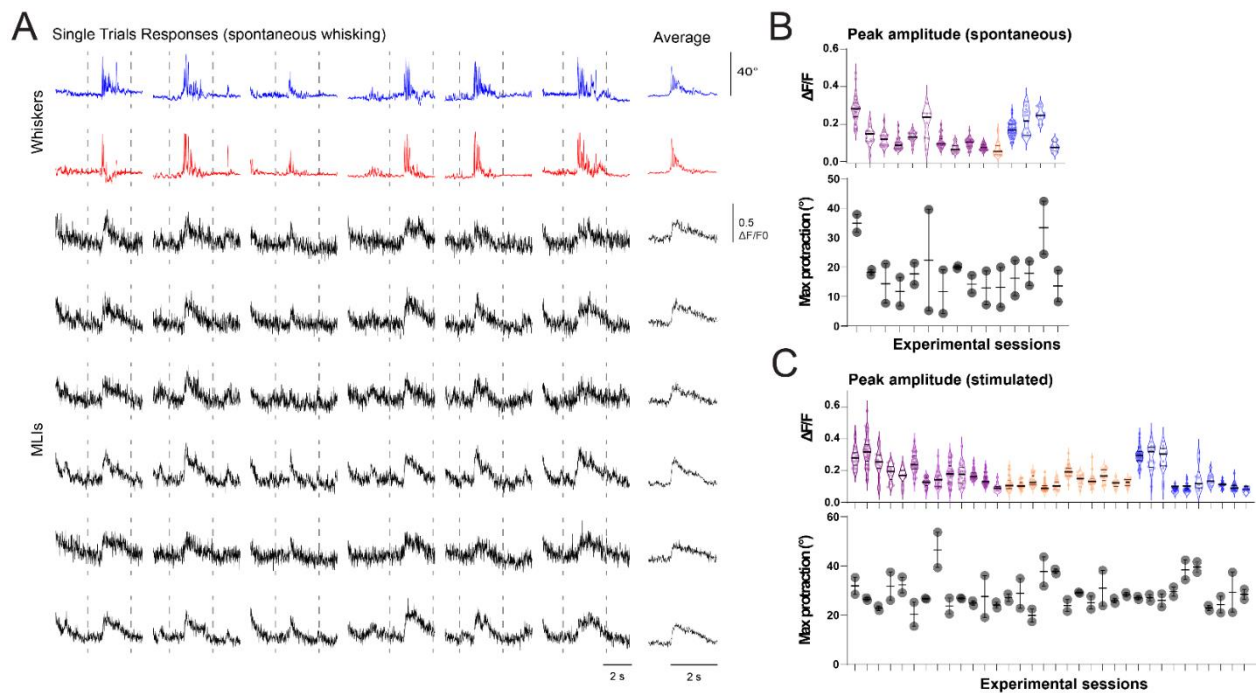 A
Single Trials Responses (spontaneous whisking)
Average
40°
Whiskers
0.5
ΔF/F0
MLIs
2 s
2 s
B
Peak amplitude (spontaneous)
ΔF/F
0.6
0.4
0.2
0.0
Max protraction (°)
50
40
30
20
10
0
Experimental sessions
C
Peak amplitude (stimulated)
ΔF/F
0.6
0.4
0.2
0.0
Max protraction (°)
60
40
20
0
Experimental sessions